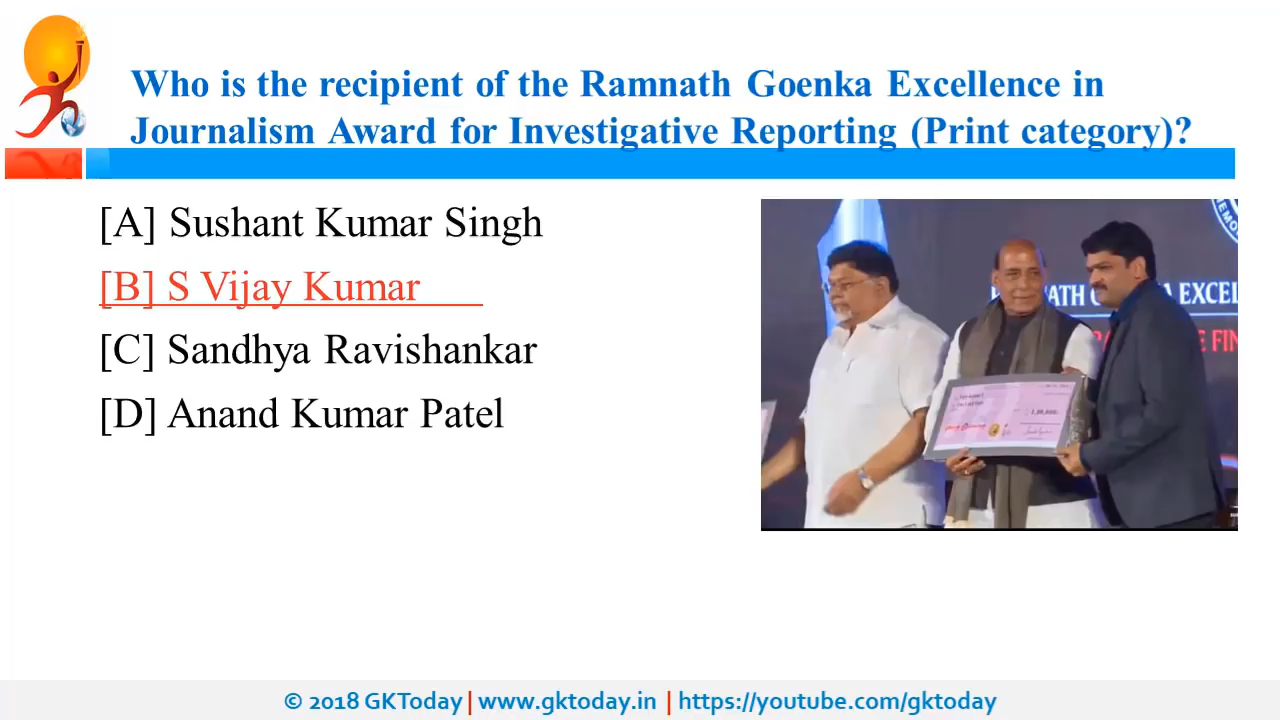 Who is the recipient of the Ramnath Goenka Excellence in
Journalism Award for Investigative Reporting (Print category)?
[A] Sushant Kumar Singh
[B] S Vijay Kumar
[C] Sandhya Ravishankar
[D] Anand Kumar Patel
© 2018 GKToday | www.gktoday.in | https://youtube.com/gktoday